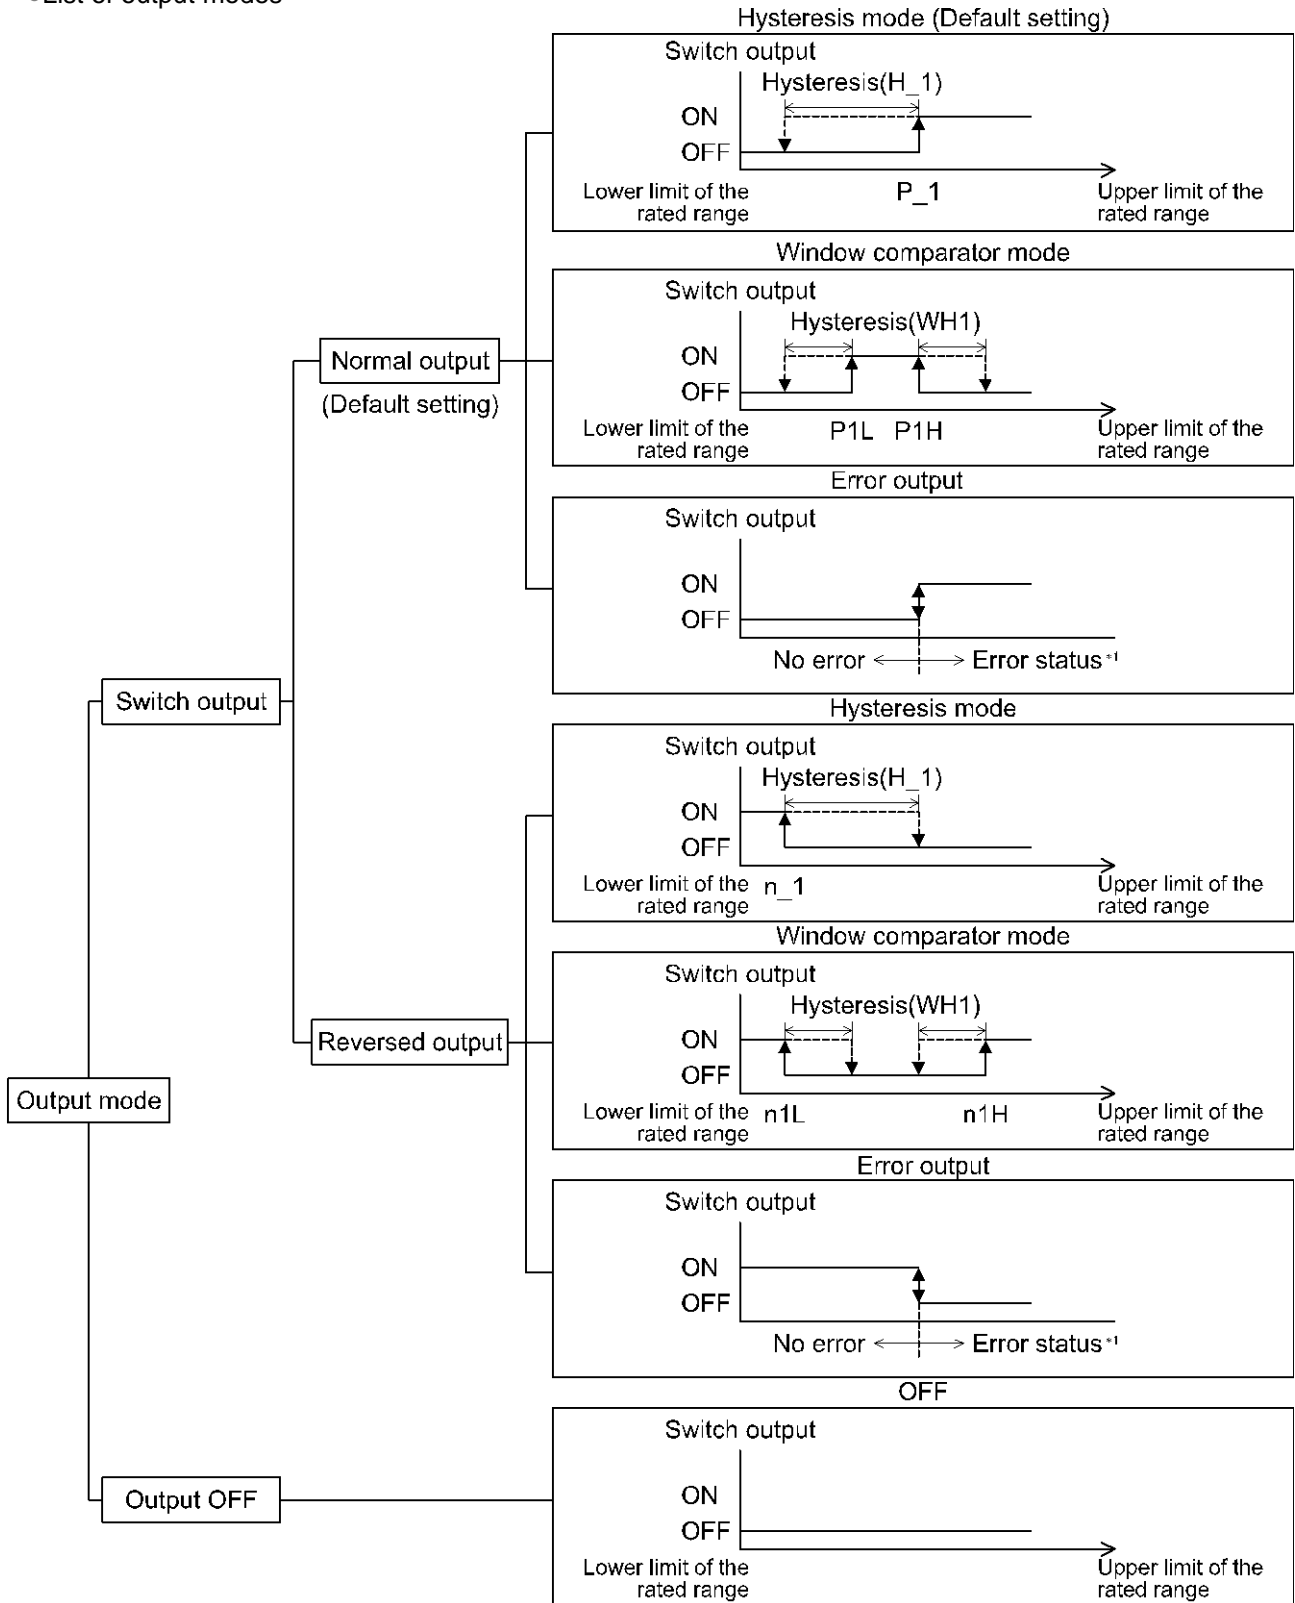 List of output modes
Hysteresis mode (Default setting)
Switch output
Hysteresis(H_1)
ON
OFF
Lower limit of the
rated range
P_1
Upper limit of the
rated range
Window comparator mode
Switch output
Hysteresis(WH1)
ON
OFF
Lower limit of the
rated range
P1L P1H
Upper limit of the
rated range
Normal output
(Default setting)
Error output
Switch output
ON
OFF
No error
Error status*1
Switch output
Hysteresis mode
Switch output
Hysteresis(H_1)
ON
OFF
Lower limit of the
rated range
n_1
Upper limit of the
rated range
Window comparator mode
Switch output
Hysteresis(WH1)
ON
OFF
Lower limit of the
rated range
n1L n1H
Upper limit of the
rated range
Reversed output
Output mode
Error output
Switch output
ON
OFF
No error
Error status*1
OFF
Switch output
ON
OFF
Lower limit of the
rated range
Upper limit of the
rated range
Output OFF